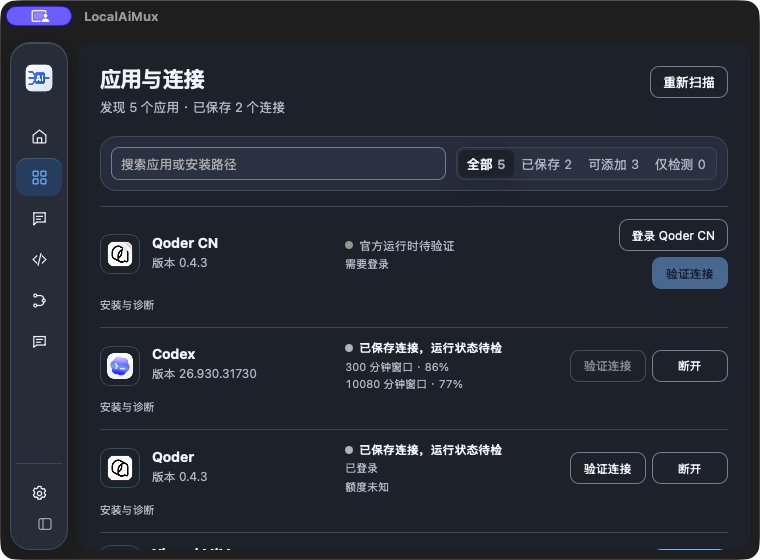 LocalAiMux
AI
应用与连接
发现 5 个应用 · 已保存 2 个连接
重新扫描
搜索应用或安装路径
全部 5 已保存 2 可添加 3 仅检测 0
Qoder CN
版本 0.4.3
官方运行时待验证
需要登录
登录 Qoder CN
验证连接
安装与诊断
Codex
版本 26.930.31730
已保存连接，运行状态待检
300 分钟窗口 · 86%
10080 分钟窗口 · 77%
验证连接
断开
安装与诊断
Qoder
版本 0.4.3
已保存连接，运行状态待检
已登录
额度未知
验证连接
断开
安装与诊断